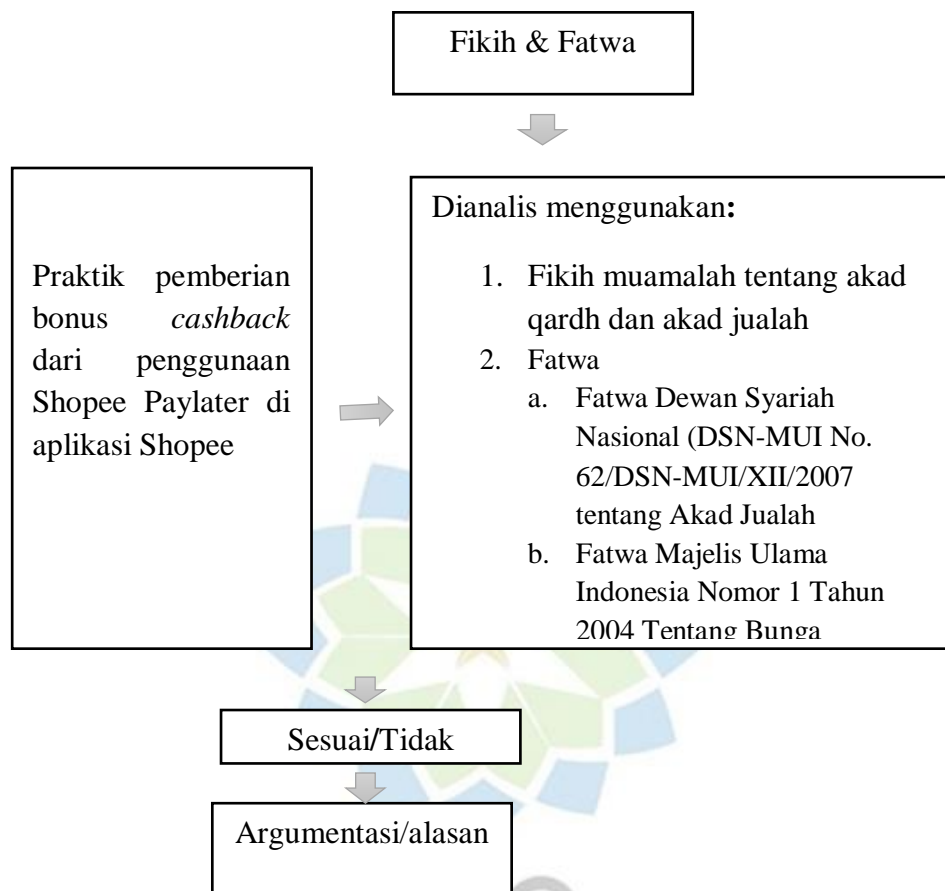 Fikih & Fatwa
Praktik pemberian
bonus cashback
dari penggunaan
Shopee Paylater di
aplikasi Shopee
Dianalis menggunakan:
1. Fikih muamalah tentang akad
qardh dan akad jualah
2. Fatwa
a. Fatwa Dewan Syariah
Nasional (DSN-MUI No.
62/DSN-MUI/XII/2007
tentang Akad Jualah
b. Fatwa Majelis Ulama
Indonesia Nomor 1 Tahun
2004 Tentang Bunga
Sesuai/Tidak
Argumentasi/alasan